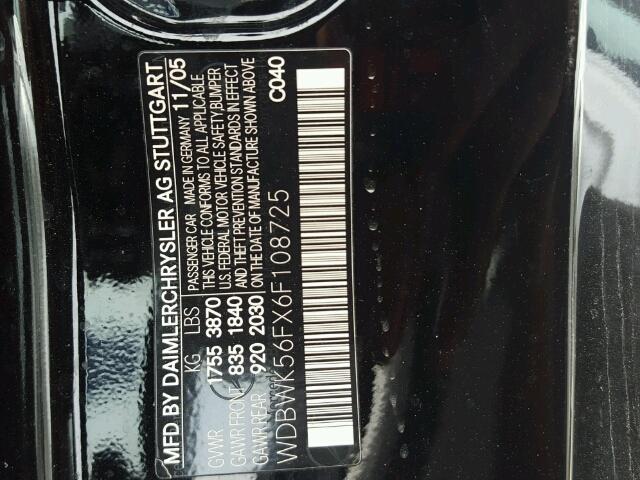 MFD BY DAIMLERCHRYSLER AG STUTTGART
PASSENGER CAR MADE IN GERMANY 11/05
KG LBS THIS VEHICLE CONFORMS TO ALL APPLICABLE
GVWR 1755 3870 U.S. FEDERAL MOTOR VEHICLE SAFETY BUMPER
GAWR FRONT 835 1840 AND THEFT PREVENTION STANDARDS IN EFFECT
GAWR REAR 920 2030 ON THE DATE OF MANUFACTURE SHOWN ABOVE
WDBWK56FX6F108725 C040